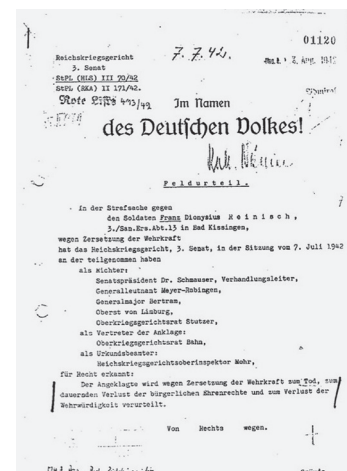 01120
7. 7. 42.
Reichskriegsgericht
3. Senat
StPL (HLS) III 70/42
StPL (RKA) II 171/42.
Rote Liste 493/42
Im Namen
des Deutschen Volkes!
Feldurteil.
In der Strafsache gegen
den Soldaten Franz Dionysius Reinisch,
3./San.Ers.Abt.13 in Bad Kissingen,
wegen Zersetzung der Wehrkraft
hat das Reichskriegsgericht, 3. Senat, in der Sitzung vom 7. Juli 1942
an der teilgenommen haben
als Richter:
Senatspräsident Dr. Schmauser, Verhandlungsleiter,
Generalleutnant Meyer-Rabingen,
Generalmajor Bertram,
Oberst von Limburg,
Oberkriegsgerichtsrat Stutzer,
als Vertreter der Anklage:
Oberkriegsgerichtsrat Bahn,
als Urkundsbeamter:
Reichskriegsgerichtsoberinspektor Mohr,
für Recht erkannt:
Der Angeklagte wird wegen Zersetzung der Wehrkraft zum Tod, zum
dauernden Verlust der bürgerlichen Ehrenrechte und zum Verlust der
Wehrwürdigkeit verurteilt.
Von Rechts wegen.